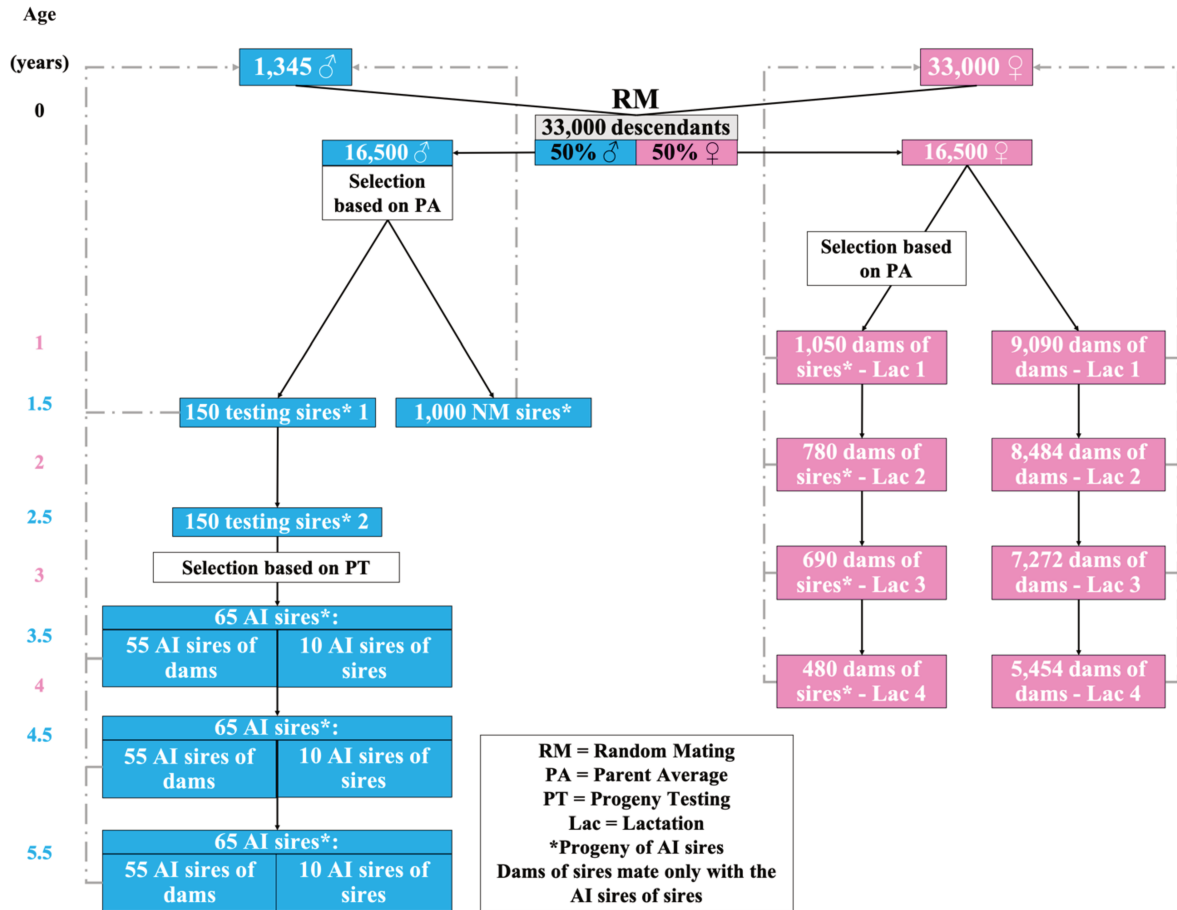 Age
(years)
1,345 ♂
33,000 ♀
0
RM
33,000 descendants
50% ♂
50% ♀
16,500 ♂
16,500 ♀
Selection
based on PA
Selection based
on PA
1
1,050 dams of
sires* - Lac 1
9,090 dams of
dams - Lac 1
1.5
150 testing sires* 1
1,000 NM sires*
2
780 dams of
sires* - Lac 2
8,484 dams of
dams - Lac 2
2.5
150 testing sires* 2
Selection based on PT
3
690 dams of
sires* - Lac 3
7,272 dams of
dams - Lac 3
65 AI sires*:
3.5
55 AI sires of
dams
10 AI sires of
sires
4
480 dams of
sires* - Lac 4
5,454 dams of
dams - Lac 4
65 AI sires*:
4.5
55 AI sires of
dams
10 AI sires of
sires
65 AI sires*:
5.5
55 AI sires of
dams
10 AI sires of
sires
RM = Random Mating
PA = Parent Average
PT = Progeny Testing
Lac = Lactation
*Progeny of AI sires
Dams of sires mate only with the
AI sires of sires